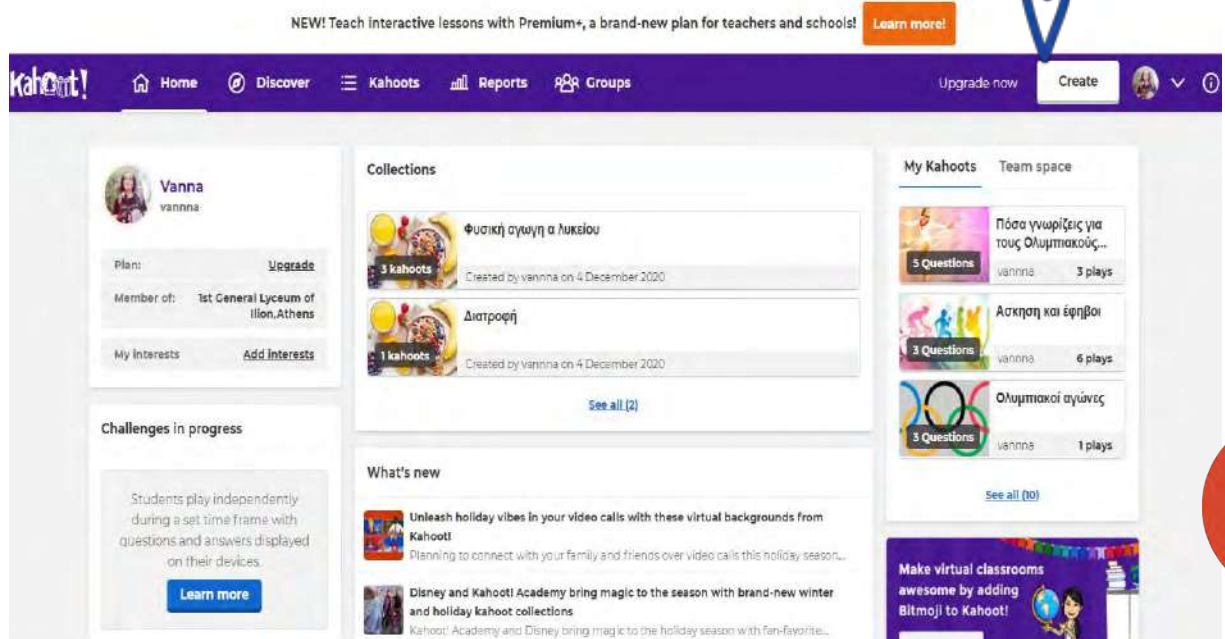 NEW! Teach interactive lessons with Premium+, a brand-new plan for teachers and schools!
Learn more!
Kahoot!
Home
Discover
Kahoots
Reports
Groups
Upgrade now
Create
Vanna
vannna
Plan:
Upgrade
Member of:
1st General Lyceum of
Ilion,Athens
My interests
Add interests
Challenges in progress
Students play independently
during a set time frame with
questions and answers displayed
on their devices.
Learn more
Collections
3 kahoots
Φυσική αγωγη α λυκείου
Created by vannna on 4 December 2020
1 kahoots
Διατροφή
Created by vannna on 4 December 2020
See all (2)
What's new
Unleash holiday vibes in your video calls with these virtual backgrounds from
Kahoot!
Planning to connect with your family and friends over video calls this holiday season...
Disney and Kahoot! Academy bring magic to the season with brand-new winter
and holiday kahoot collections
Kahoot! Academy and Disney bring magic to the holiday season with fan-favorite...
My Kahoots
Team space
5 Questions
Πόσα γνωρίζεις για
τους Ολυμπιακούς...
vannna
3 plays
3 Questions
Ασκηση και έφηβοι
vannna
6 plays
3 Questions
Ολυμπιακοί αγώνες
vannna
1 plays
See all (10)
Make virtual classrooms
awesome by adding
Bitmoji to Kahoot!